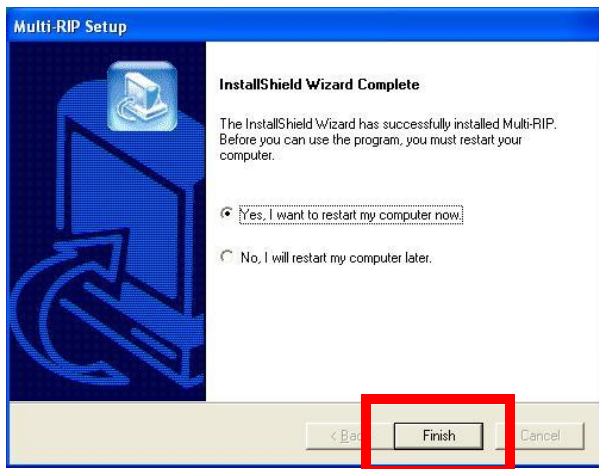 Multi-RIP Setup
InstallShield Wizard Complete
The InstallShield Wizard has successfully installed Multi-RIP.
Before you can use the program, you must restart your
computer.
Yes, I want to restart my computer now.
No, I will restart my computer later.
Finish
Cancel